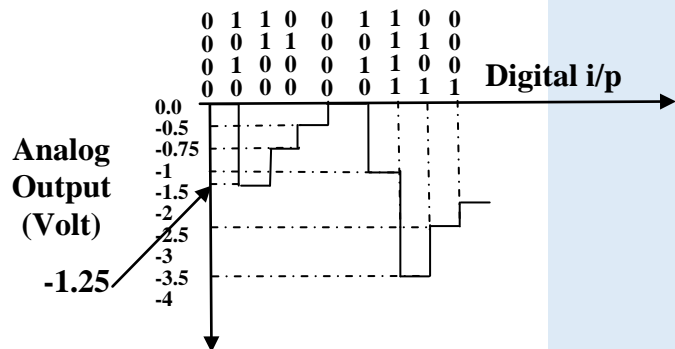 0 1 1 0 0 0 1 1 0
0 0 1 1 0 0 1 0 0
0 1 0 0 0 1 1 0 0
0 0 0 0 0 0 1 1 1
Digital i/p
0.0
-0.5
-0.75
-1
-1.5
-2
-2.5
-3
-3.5
-4
Analog
Output
(Volt)
-1.25